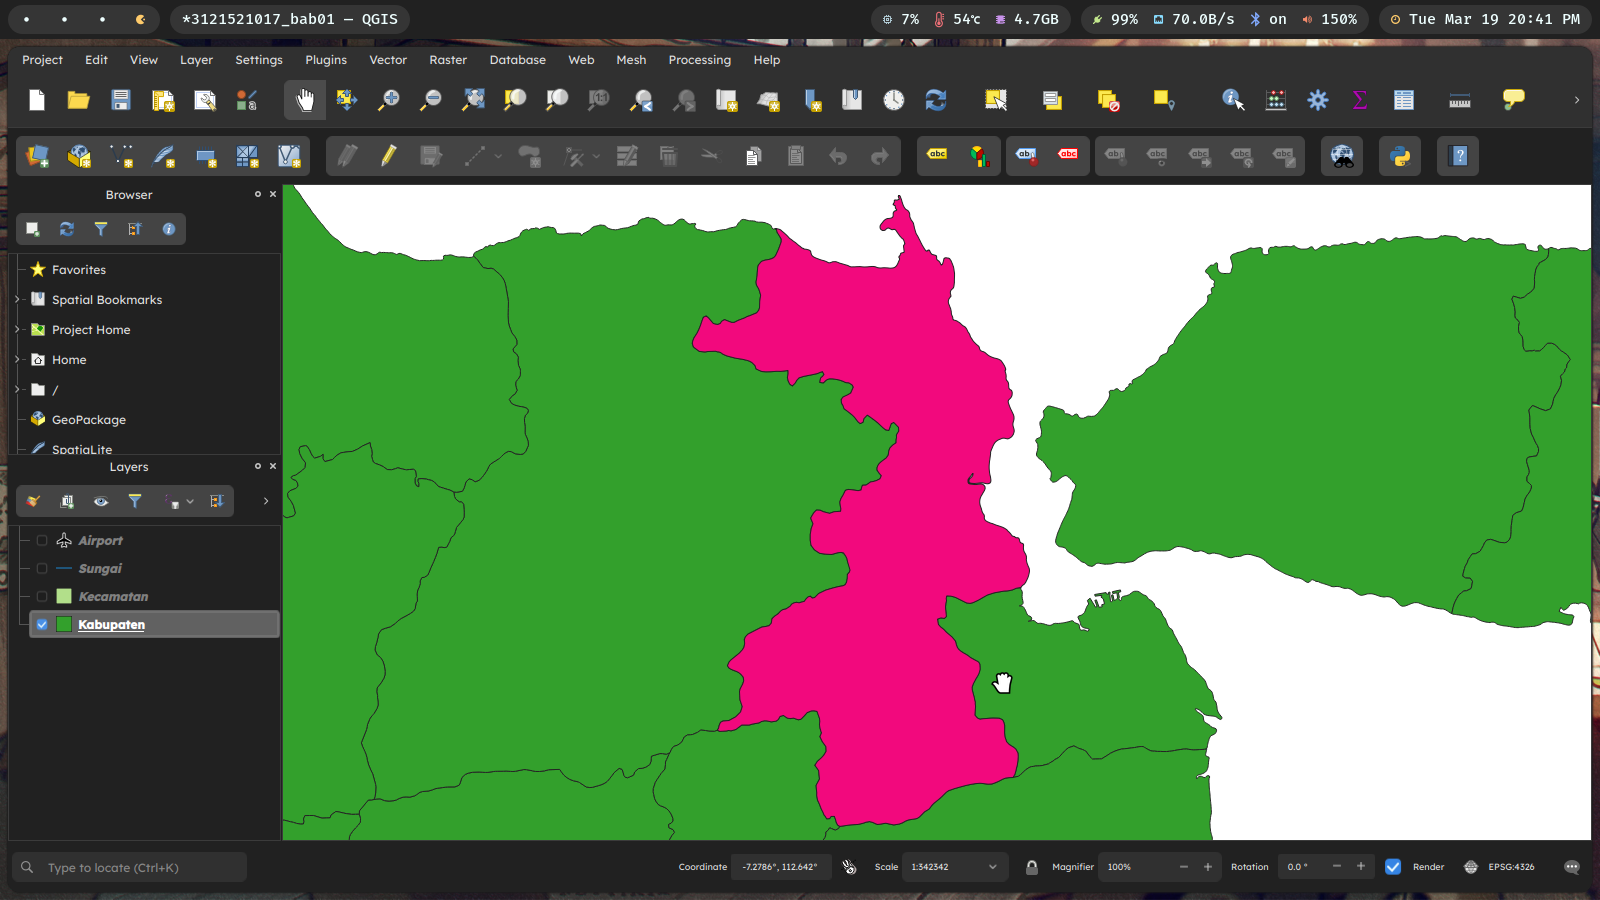 *3121521017_bab01 — QGIS
7%
54°c
4.7GB
99%
70.0B/s
on
150%
Tue Mar 19 20:41 PM
Project Edit View Layer Settings Plugins Vector Raster Database Web Mesh Processing Help
abc abc abc
Browser
Favorites
Spatial Bookmarks
Project Home
Home
/
GeoPackage
SpatiaLite
Layers
Airport
Sungai
Kecamatan
Kabupaten
Type to locate (Ctrl+K)
Coordinate -7.2786°, 112.642° Scale 1:342342 Magnifier 100% Rotation 0.0 ° Render EPSG:4326